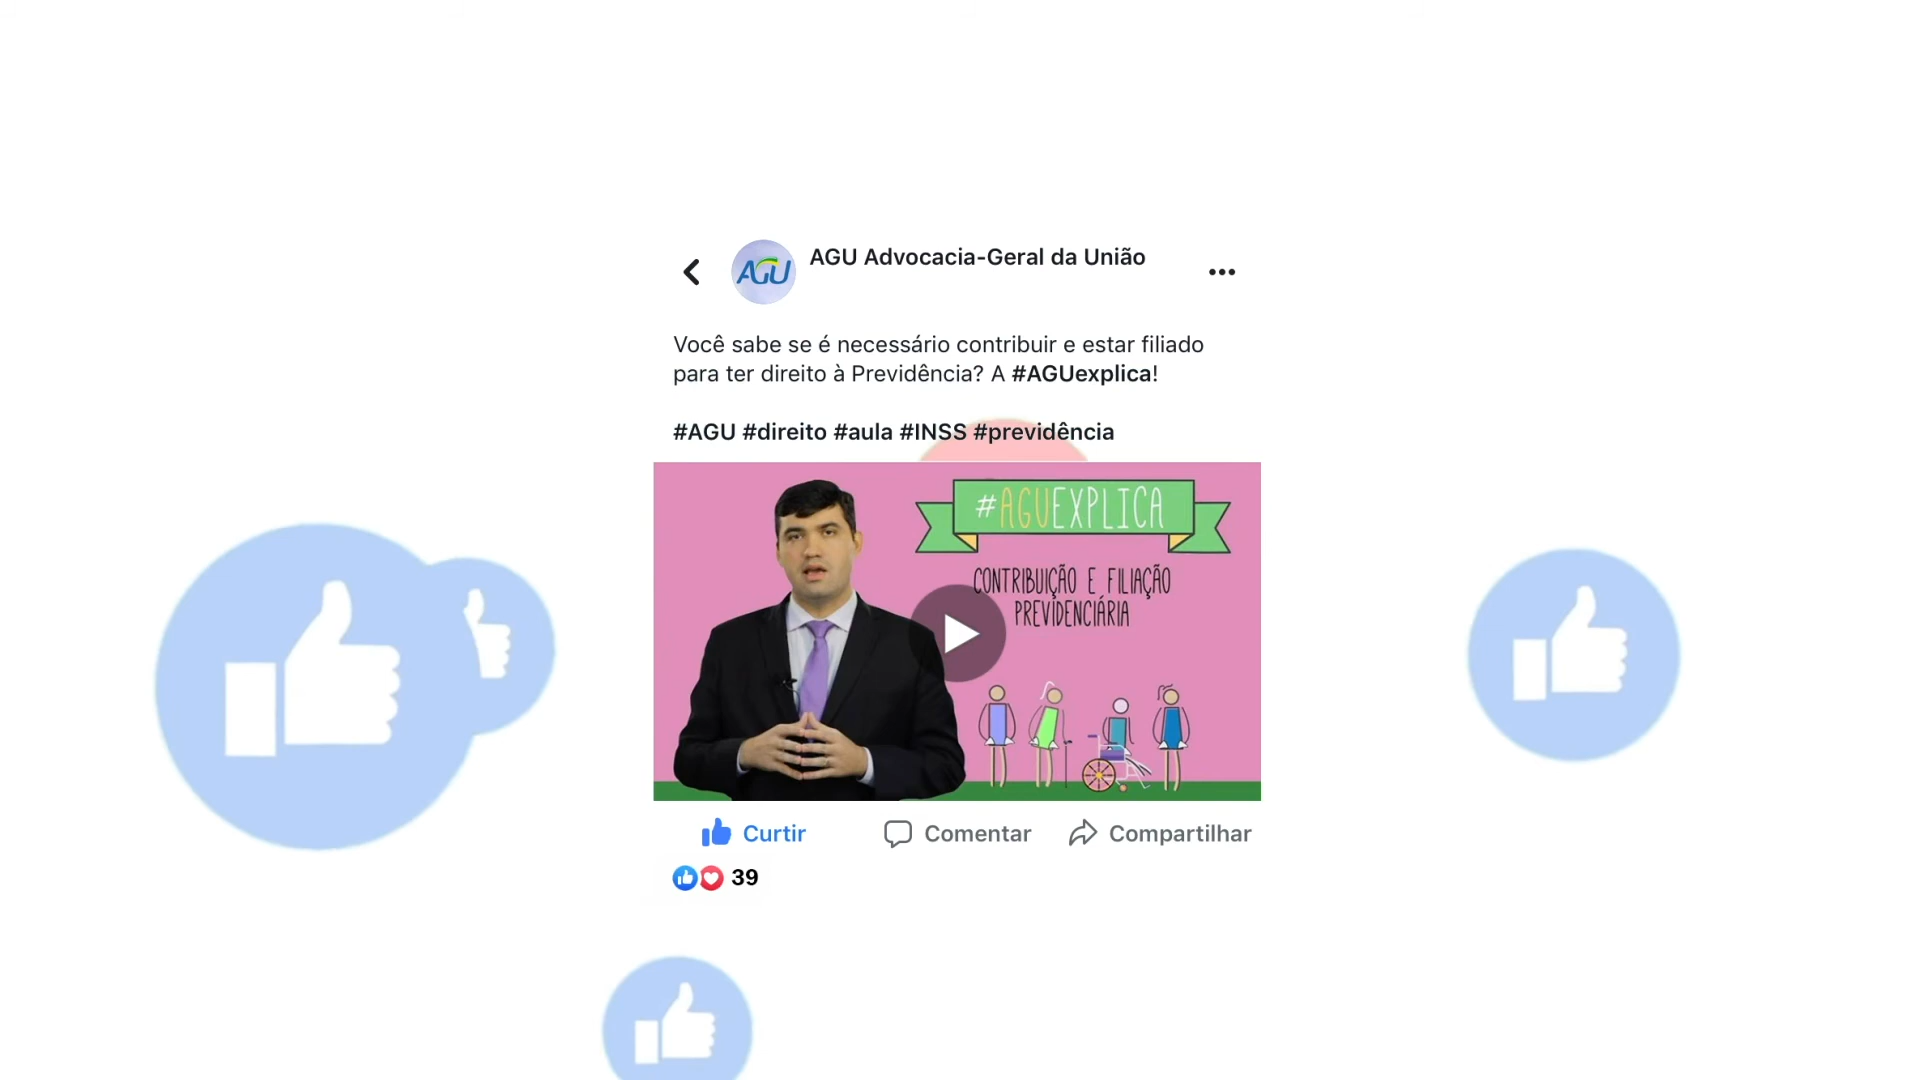 AGU
AGU Advocacia-Geral da União
Você sabe se é necessário contribuir e estar filiado
para ter direito à Previdência? A #AGUexplica!
#AGU #direito #aula #INSS #previdência
#AGUEXPLICA
CONTRIBUIÇÃO E FILIAÇÃO
PREVIDENCIÁRIA
Curtir
Comentar
Compartilhar
39